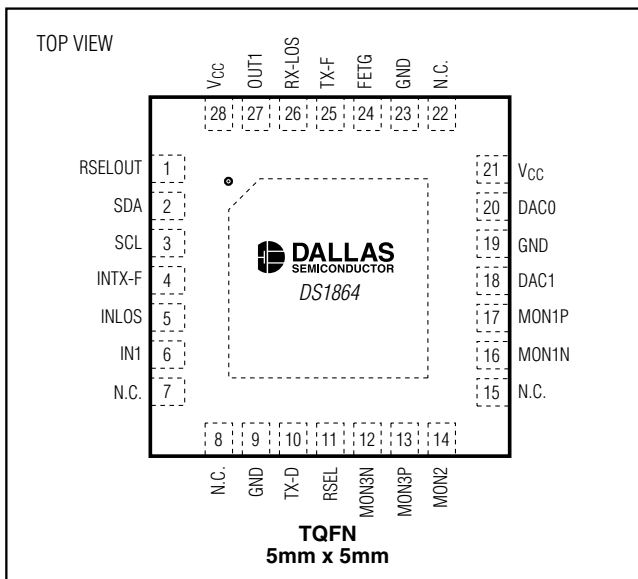 TOP VIEW
VCC
OUT1
RX-LOS
TX-F
FETG
GND
N.C.
28 27 26 25 24 23 22
RSELOUT 1
SDA 2
SCL 3
INTX-F 4
INLOS 5
IN1 6
N.C. 7
21 VCC
20 DAC0
19 GND
18 DAC1
17 MON1P
16 MON1N
15 N.C.
DALLAS
SEMICONDUCTOR
DS1864
8 9 10 11 12 13 14
N.C.
GND
TX-D
RSEL
MON3N
MON3P
MON2
TQFN
5mm x 5mm